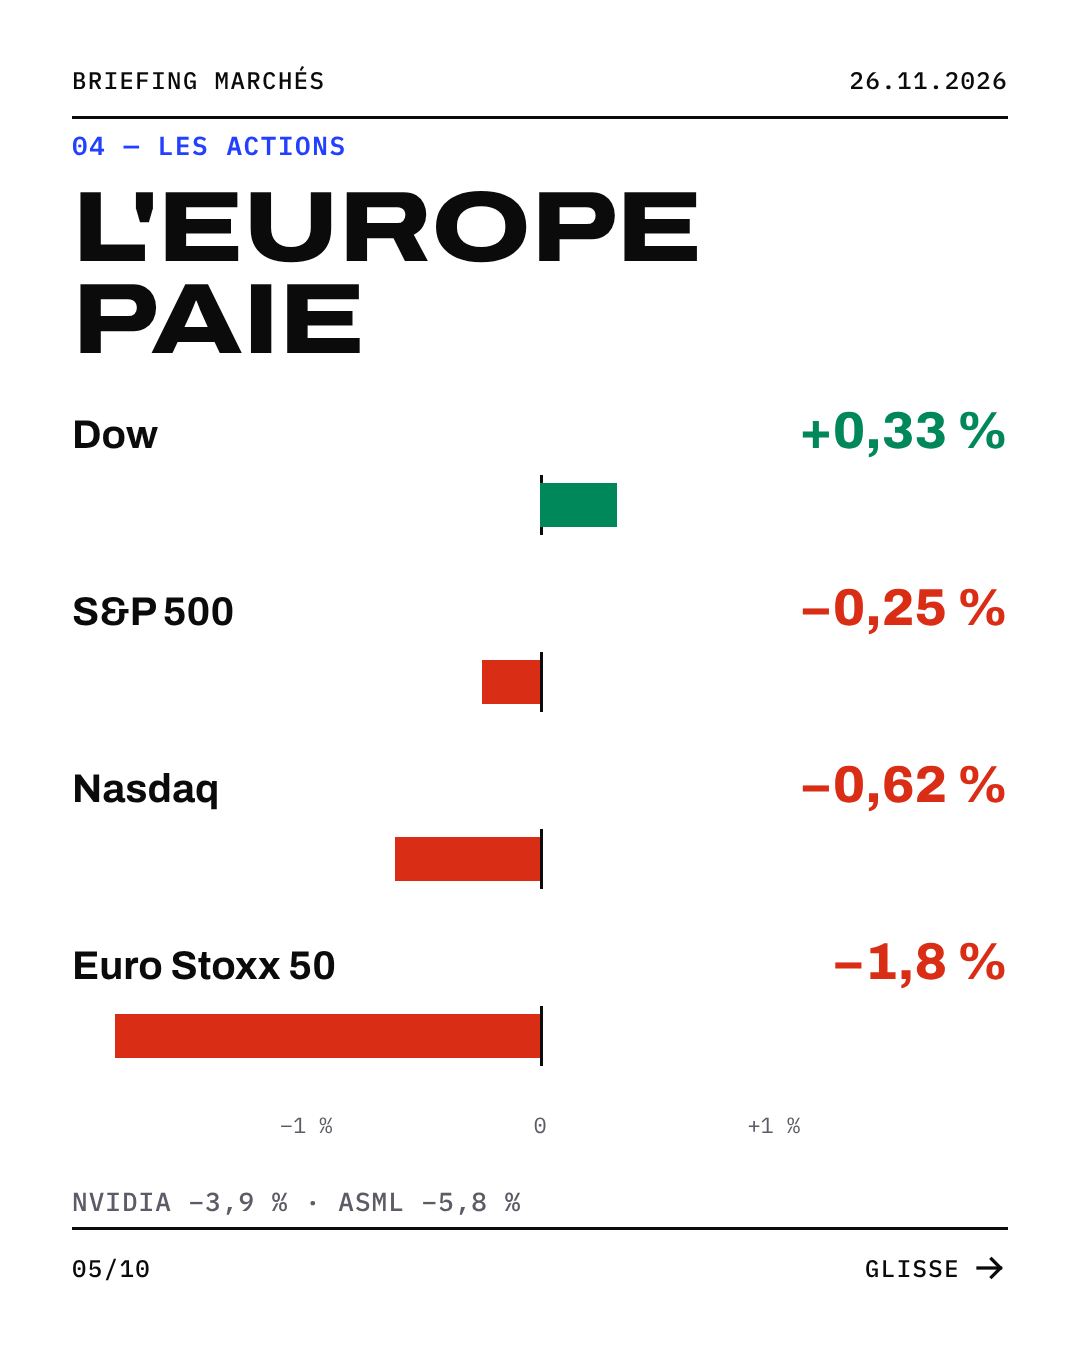 BRIEFING MARCHÉS 26.11.2026
04 — LES ACTIONS
L'EUROPE
PAIE
Dow +0,33 %
S&P 500 −0,25 %
Nasdaq −0,62 %
Euro Stoxx 50 −1,8 %
−1 % 0 +1 %
NVIDIA −3,9 % · ASML −5,8 %
05/10 GLISSE →